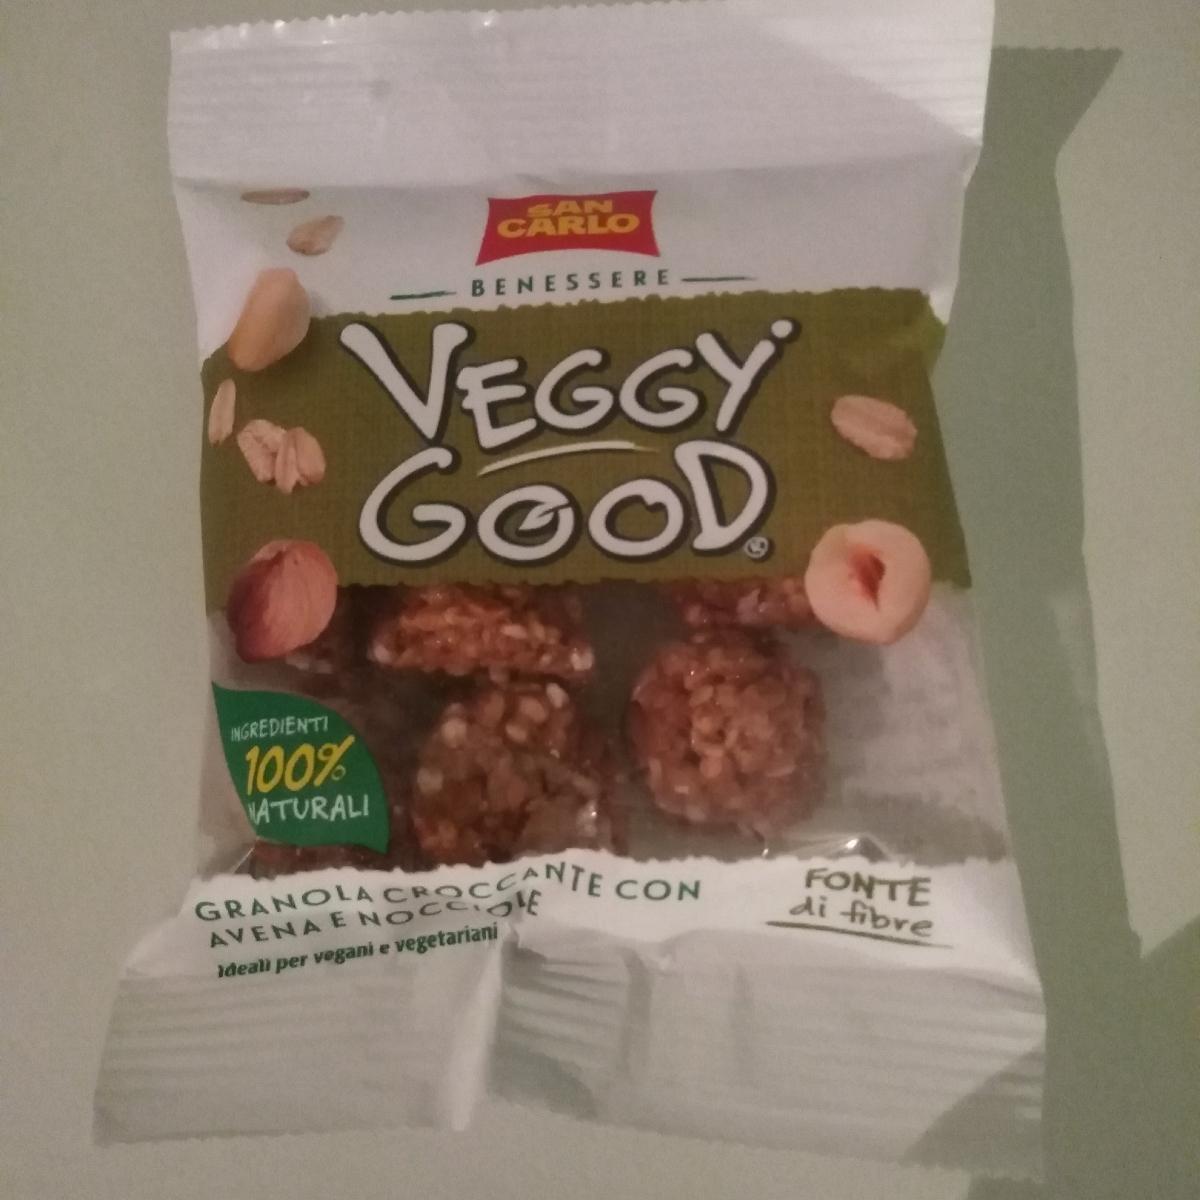 SAN
CARLO
BENESSERE
VEGGY
GOOD®
INGREDIENTI
100%
NATURALI
GRANOLA CROCCANTE CON
AVENA E NOCCIOLE
Ideali per vegani e vegetariani
FONTE
di fibre